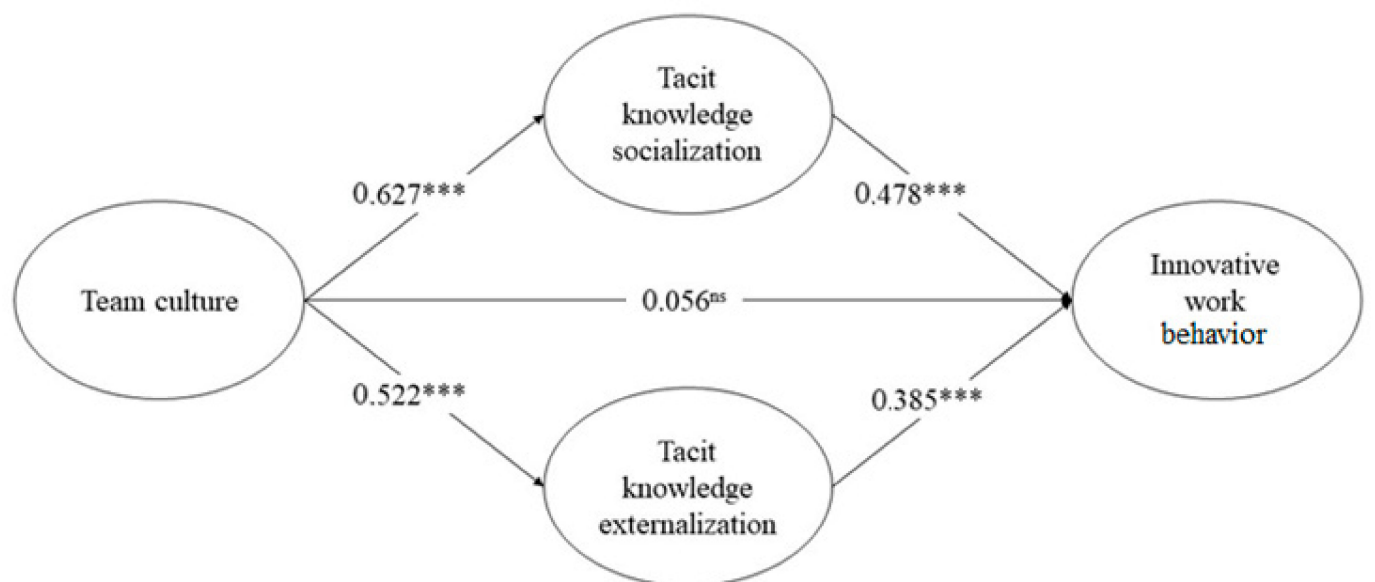 Tacit
knowledge
socialization
0.627***
0.478***
Team culture
0.056ns
Innovative
work
behavior
0.522***
0.385***
Tacit
knowledge
externalization